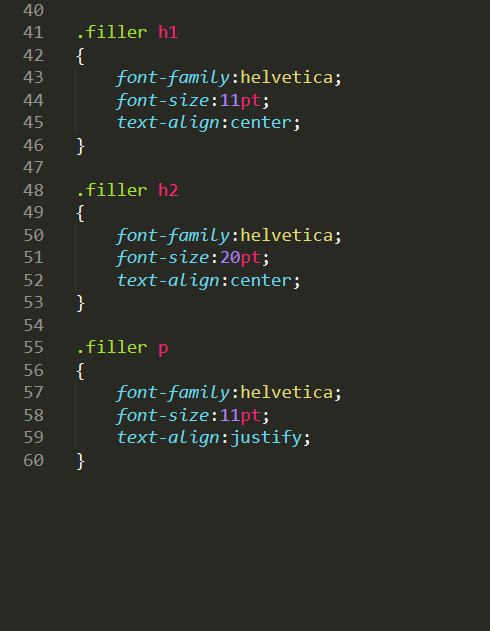 40
41 .filler h1
42 {
43 font-family:helvetica;
44 font-size:11pt;
45 text-align:center;
46 }
47
48 .filler h2
49 {
50 font-family:helvetica;
51 font-size:20pt;
52 text-align:center;
53 }
54
55 .filler p
56 {
57 font-family:helvetica;
58 font-size:11pt;
59 text-align:justify;
60 }